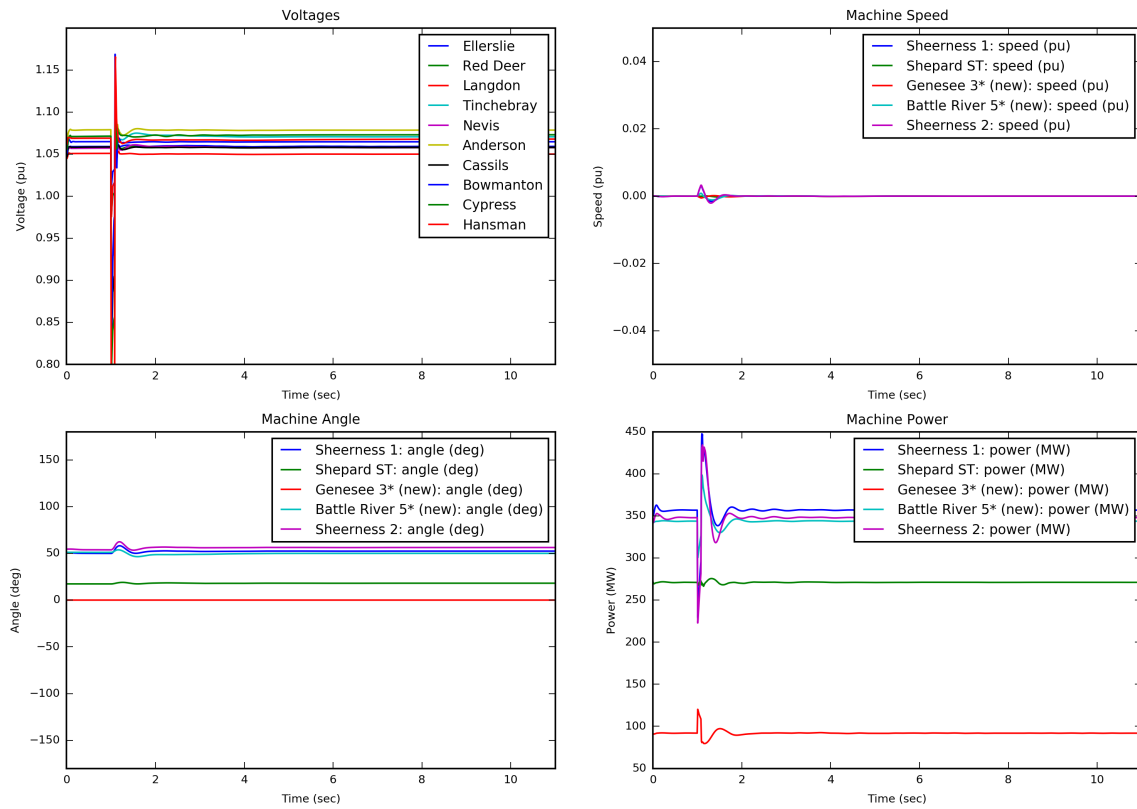 Voltages
1.15
1.10
1.05
1.00
0.95
0.90
0.85
0.80
Voltage (pu)
0 2 4 6 8 10
Time (sec)
Ellerslie
Red Deer
Langdon
Tinchebray
Nevis
Anderson
Cassils
Bowmanton
Cypress
Hansman
Machine Speed
0.04
0.02
0.00
−0.02
−0.04
Speed (pu)
0 2 4 6 8 10
Time (sec)
Sheerness 1: speed (pu)
Shepard ST: speed (pu)
Genesee 3* (new): speed (pu)
Battle River 5* (new): speed (pu)
Sheerness 2: speed (pu)
Machine Angle
150
100
50
0
−50
−100
−150
Angle (deg)
0 2 4 6 8 10
Time (sec)
Sheerness 1: angle (deg)
Shepard ST: angle (deg)
Genesee 3* (new): angle (deg)
Battle River 5* (new): angle (deg)
Sheerness 2: angle (deg)
Machine Power
450
400
350
300
250
200
150
100
50
Power (MW)
0 2 4 6 8 10
Time (sec)
Sheerness 1: power (MW)
Shepard ST: power (MW)
Genesee 3* (new): power (MW)
Battle River 5* (new): power (MW)
Sheerness 2: power (MW)